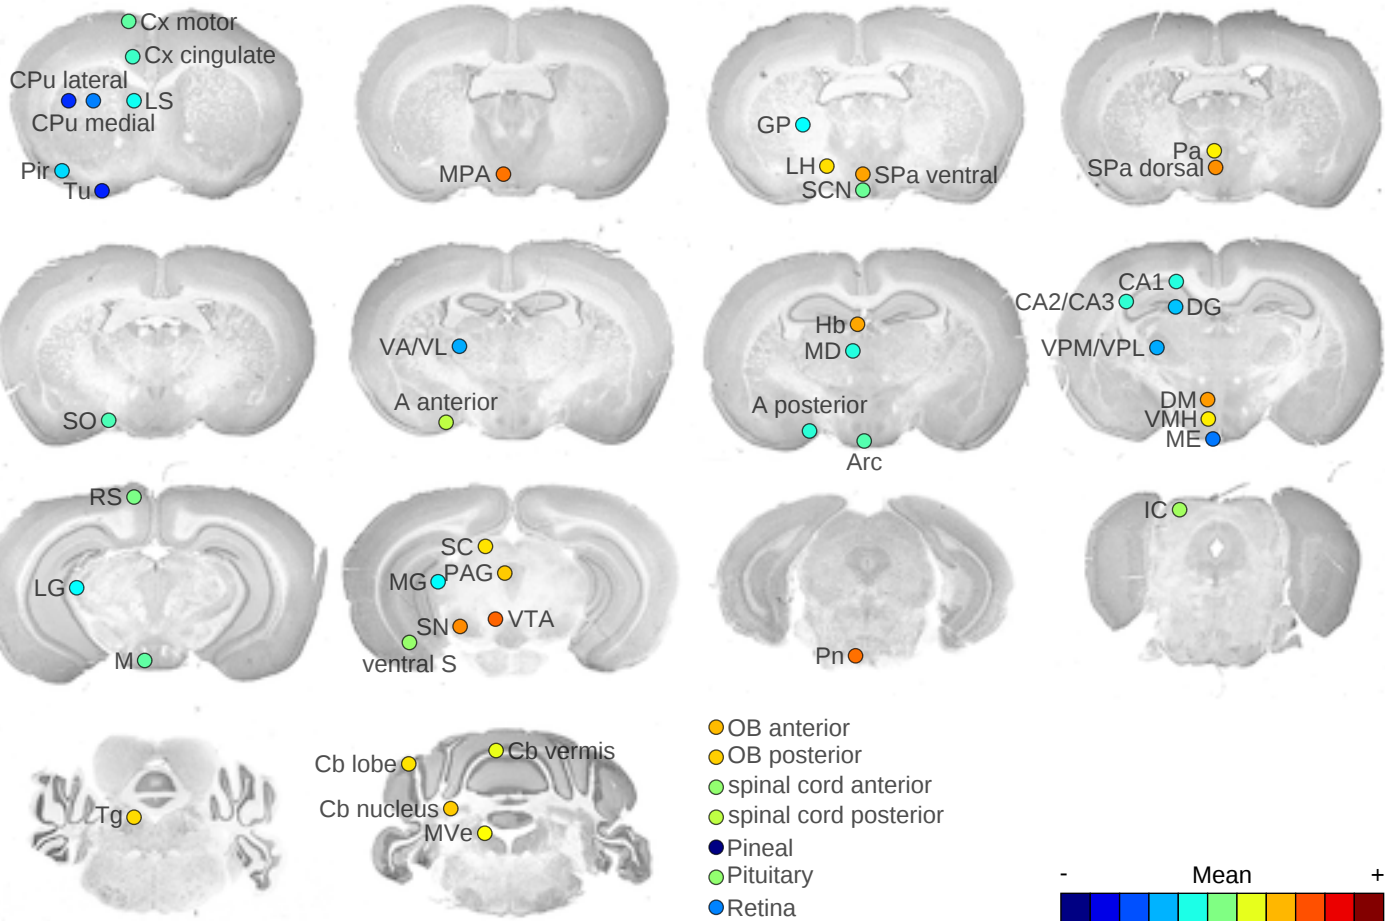 Cx motor
Cx cingulate
CPu lateral
LS
CPu medial
Pir
Tu
MPA
GP
LH
SPa ventral
SCN
Pa
SPa dorsal
SO
VA/VL
A anterior
Hb
MD
A posterior
Arc
CA1
CA2/CA3
DG
VPM/VPL
DM
VMH
ME
RS
LG
M
SC
PAG
MG
VTA
SN
ventral S
Pn
IC
Tg
Cb lobe
Cb vermis
Cb nucleus
MVe
OB anterior
OB posterior
spinal cord anterior
spinal cord posterior
Pineal
Pituitary
Retina
- Mean +